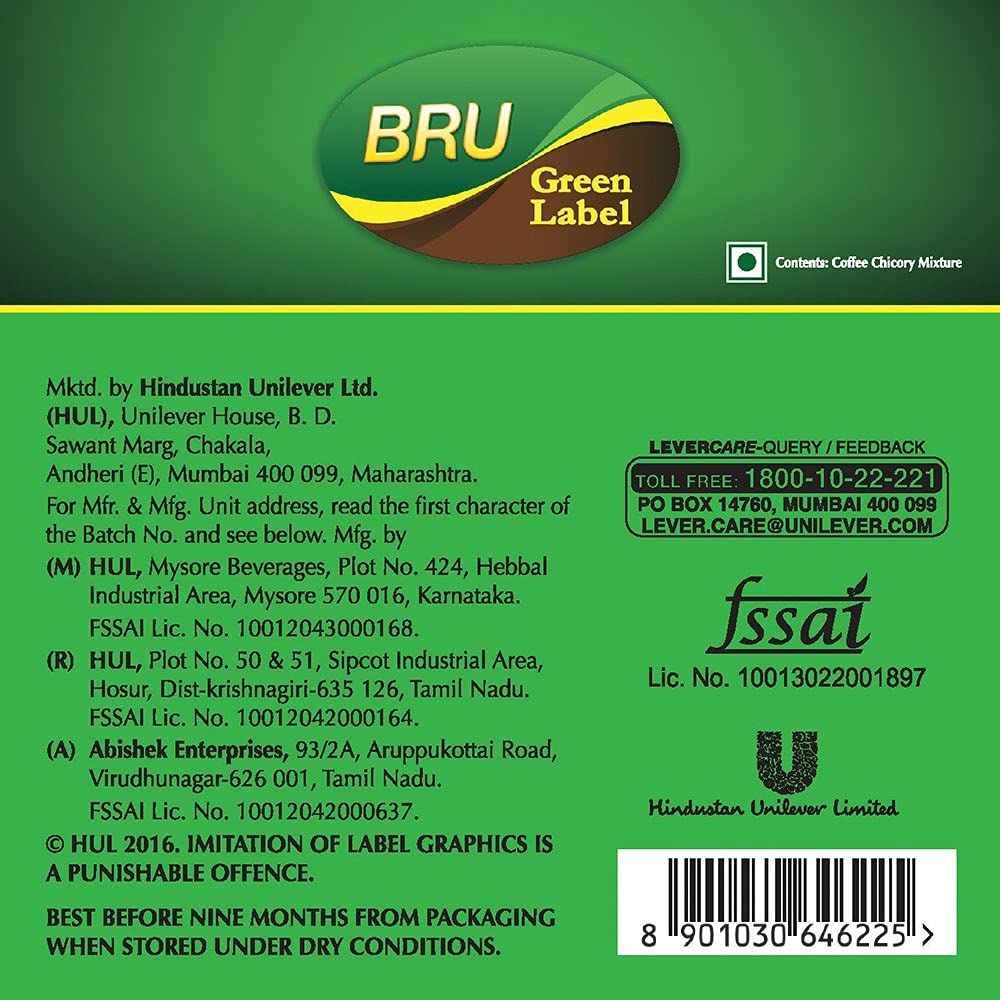 BRU
Green
Label
Contents: Coffee Chicory Mixture
Mktd. by Hindustan Unilever Ltd.
(HUL), Unilever House, B. D.
Sawant Marg, Chakala,
Andheri (E), Mumbai 400 099, Maharashtra.
For Mfr. & Mfg. Unit address, read the first character of
the Batch No. and see below. Mfg. by
(M) HUL, Mysore Beverages, Plot No. 424, Hebbal
Industrial Area, Mysore 570 016, Karnataka.
FSSAI Lic. No. 10012043000168.
(R) HUL, Plot No. 50 & 51, Sipcot Industrial Area,
Hosur, Dist-krishnagiri-635 126, Tamil Nadu.
FSSAI Lic. No. 10012042000164.
(A) Abishek Enterprises, 93/2A, Aruppukottai Road,
Virudhunagar-626 001, Tamil Nadu.
FSSAI Lic. No. 10012042000637.
© HUL 2016. IMITATION OF LABEL GRAPHICS IS
A PUNISHABLE OFFENCE.
BEST BEFORE NINE MONTHS FROM PACKAGING
WHEN STORED UNDER DRY CONDITIONS.
LEVERCARE-QUERY / FEEDBACK
TOLL FREE: 1800-10-22-221
PO BOX 14760, MUMBAI 400 099
LEVER.CARE@UNILEVER.COM
fssai
Lic. No. 10013022001897
Hindustan Unilever Limited
8 901030 646225 >